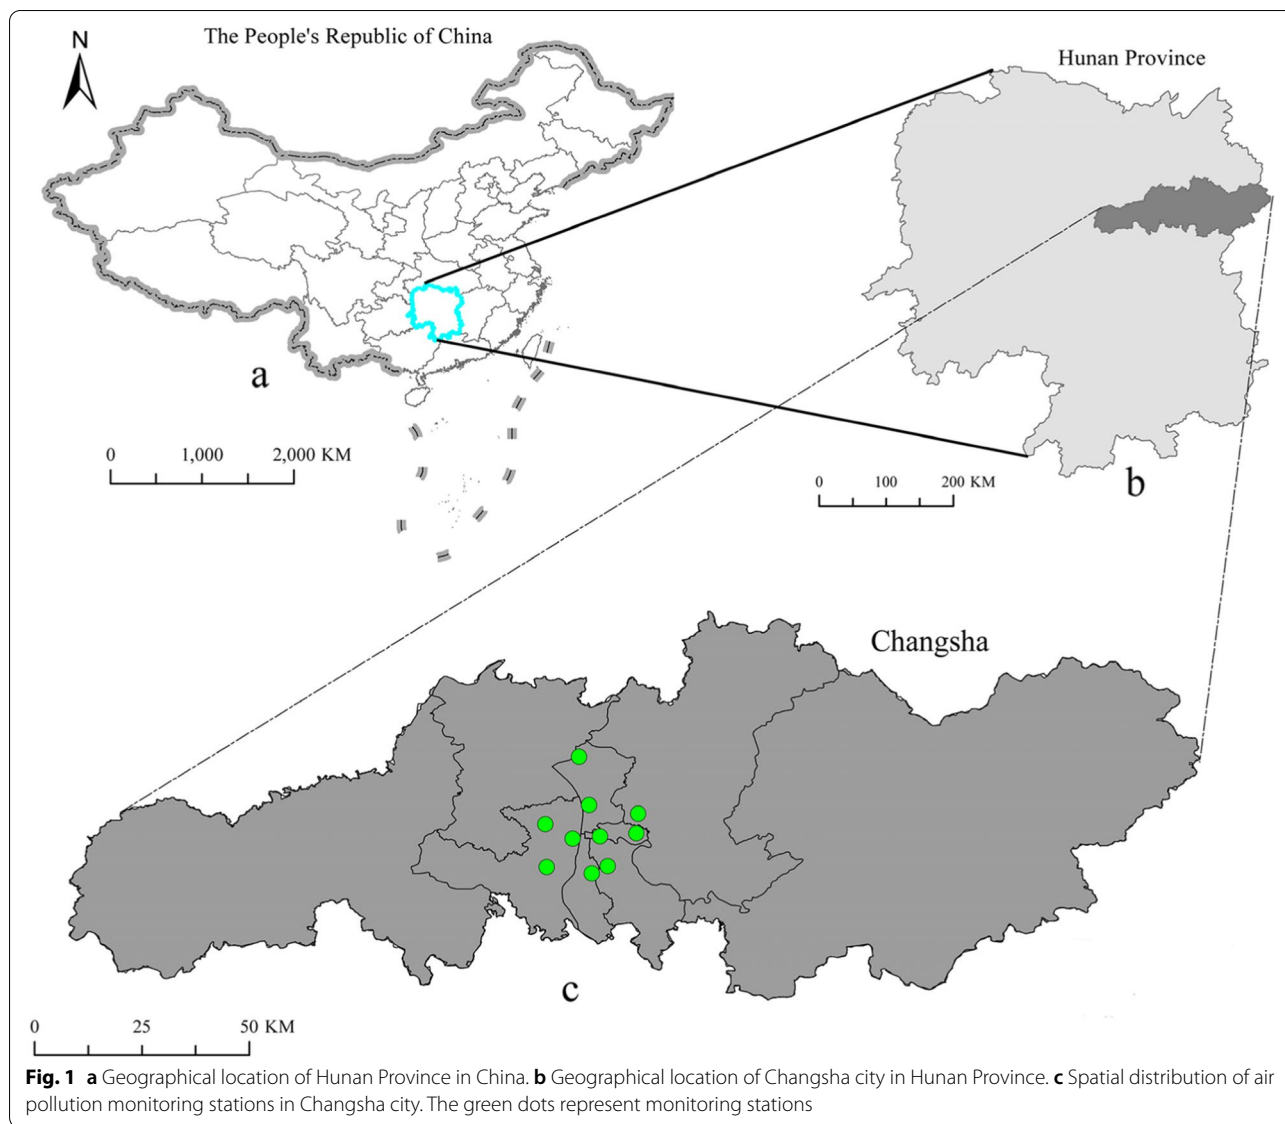 N
The People's Republic of China
Hunan Province
a
0 1,000 2,000 KM
b
0 100 200 KM
Changsha
c
0 25 50 KM
Fig. 1 a Geographical location of Hunan Province in China. b Geographical location of Changsha city in Hunan Province. c Spatial distribution of air
pollution monitoring stations in Changsha city. The green dots represent monitoring stations